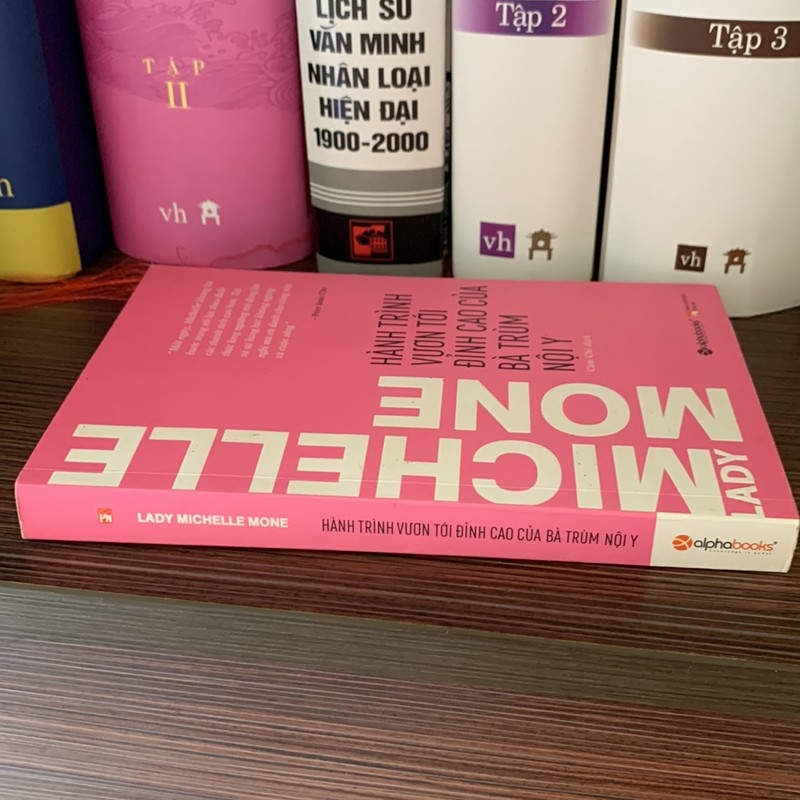 n
TẬP
II
vh
LỊCH SỬ
VĂN MINH
NHÂN LOẠI
HIỆN ĐẠI
1900-2000
Tập 2
vh
Tập 3
vh
LADY
MICHELLE
MONE
HÀNH TRÌNH
VƯƠN TỚI
ĐỈNH CAO CỦA
BÀ TRÙM
NỘI Y
alphabooks
LADY MICHELLE MONE HÀNH TRÌNH VƯƠN TỚI ĐỈNH CAO CỦA BÀ TRÙM NỘI Y alphabooks